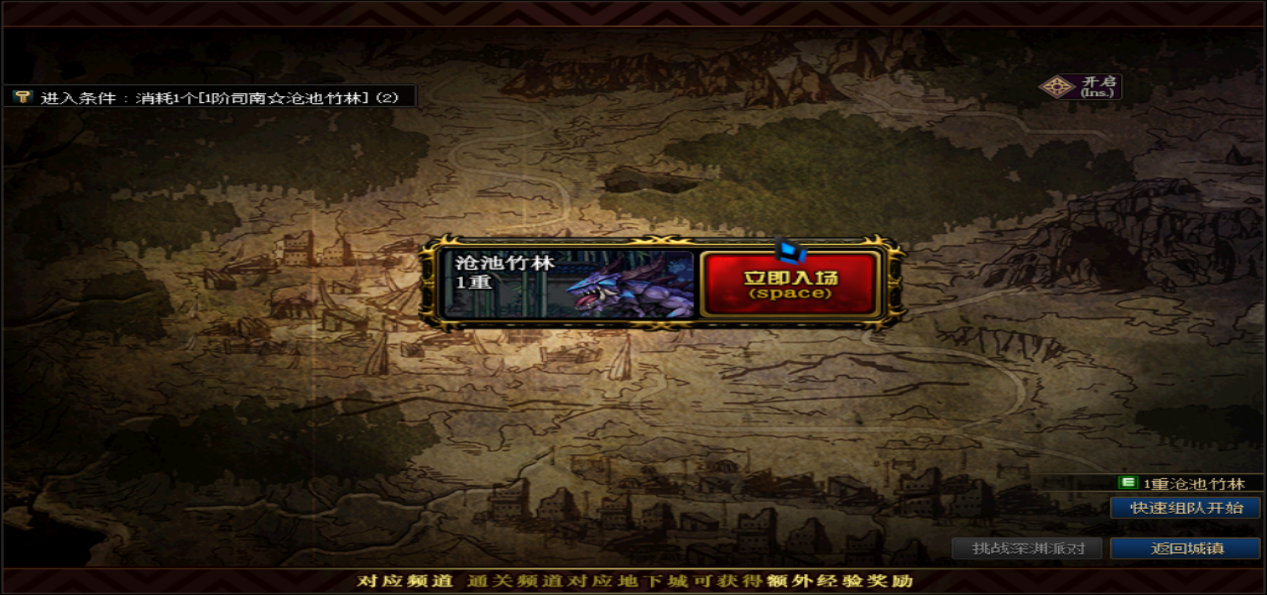 进入条件：消耗1个[1阶司南☆沧池竹林]（2）
开启
(Ins.)
沧池竹林
1重
立即入场
(space)
1重沧池竹林
快速组队开始
挑战深渊派对
返回城镇
对应频道 通关频道对应地下城可获得额外经验奖励